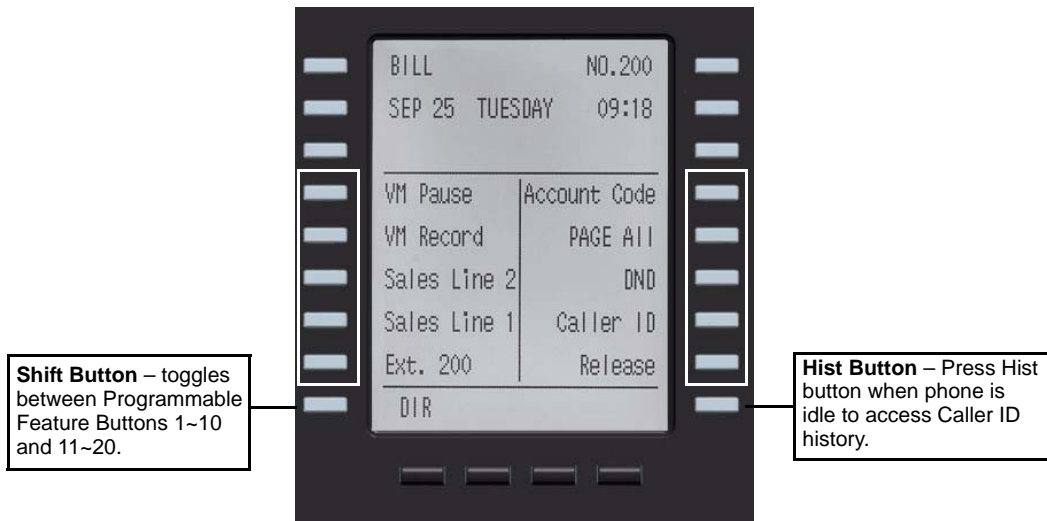 BILL NO.200
SEP 25 TUESDAY 09:18
VM Pause Account Code
VM Record PAGE All
Sales Line 2 DND
Sales Line 1 Caller ID
Ext. 200 Release
DIR
Shift Button – toggles
between Programmable
Feature Buttons 1~10
and 11~20.
Hist Button – Press Hist
button when phone is
idle to access Caller ID
history.